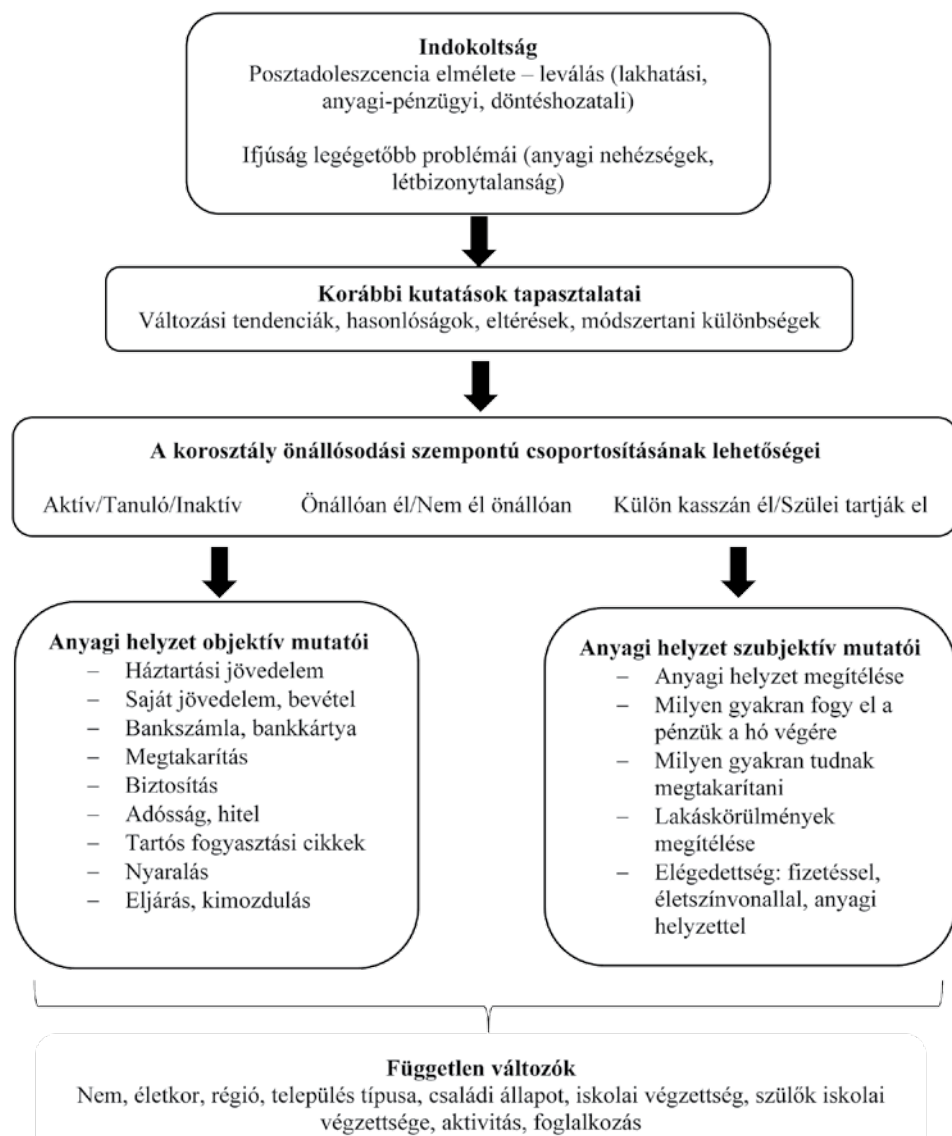 Indokoltság
Posztadoleszcencia elmélete – leválás (lakhatási,
anyagi-pénzügyi, döntéshozatali)
Ifjúság legégetőbb problémái (anyagi nehézségek,
létbizonytalanság)
Korábbi kutatások tapasztalatai
Változási tendenciák, hasonlóságok, eltérések, módszertani különbségek
A korosztály önállósodási szempontú csoportosításának lehetőségei
Aktív/Tanuló/Inaktív Önállóan él/Nem él önállóan Külön kasszán él/Szülei tartják el
Anyagi helyzet objektív mutatói
– Háztartási jövedelem
– Saját jövedelem, bevétel
– Bankszámla, bankkártya
– Megtakarítás
– Biztosítás
– Adósság, hitel
– Tartós fogyasztási cikkek
– Nyaralás
– Eljárás, kimozdulás
Anyagi helyzet szubjektív mutatói
– Anyagi helyzet megítélése
– Milyen gyakran fogy el a
pénzük a hó végére
– Milyen gyakran tudnak
megtakarítani
– Lakáskörülmények
megítélése
– Elégedettség: fizetéssel,
életszínvonallal, anyagi
helyzettel
Független változók
Nem, életkor, régió, település típusa, családi állapot, iskolai végzettség, szülők iskolai
végzettsége, aktivitás, foglalkozás